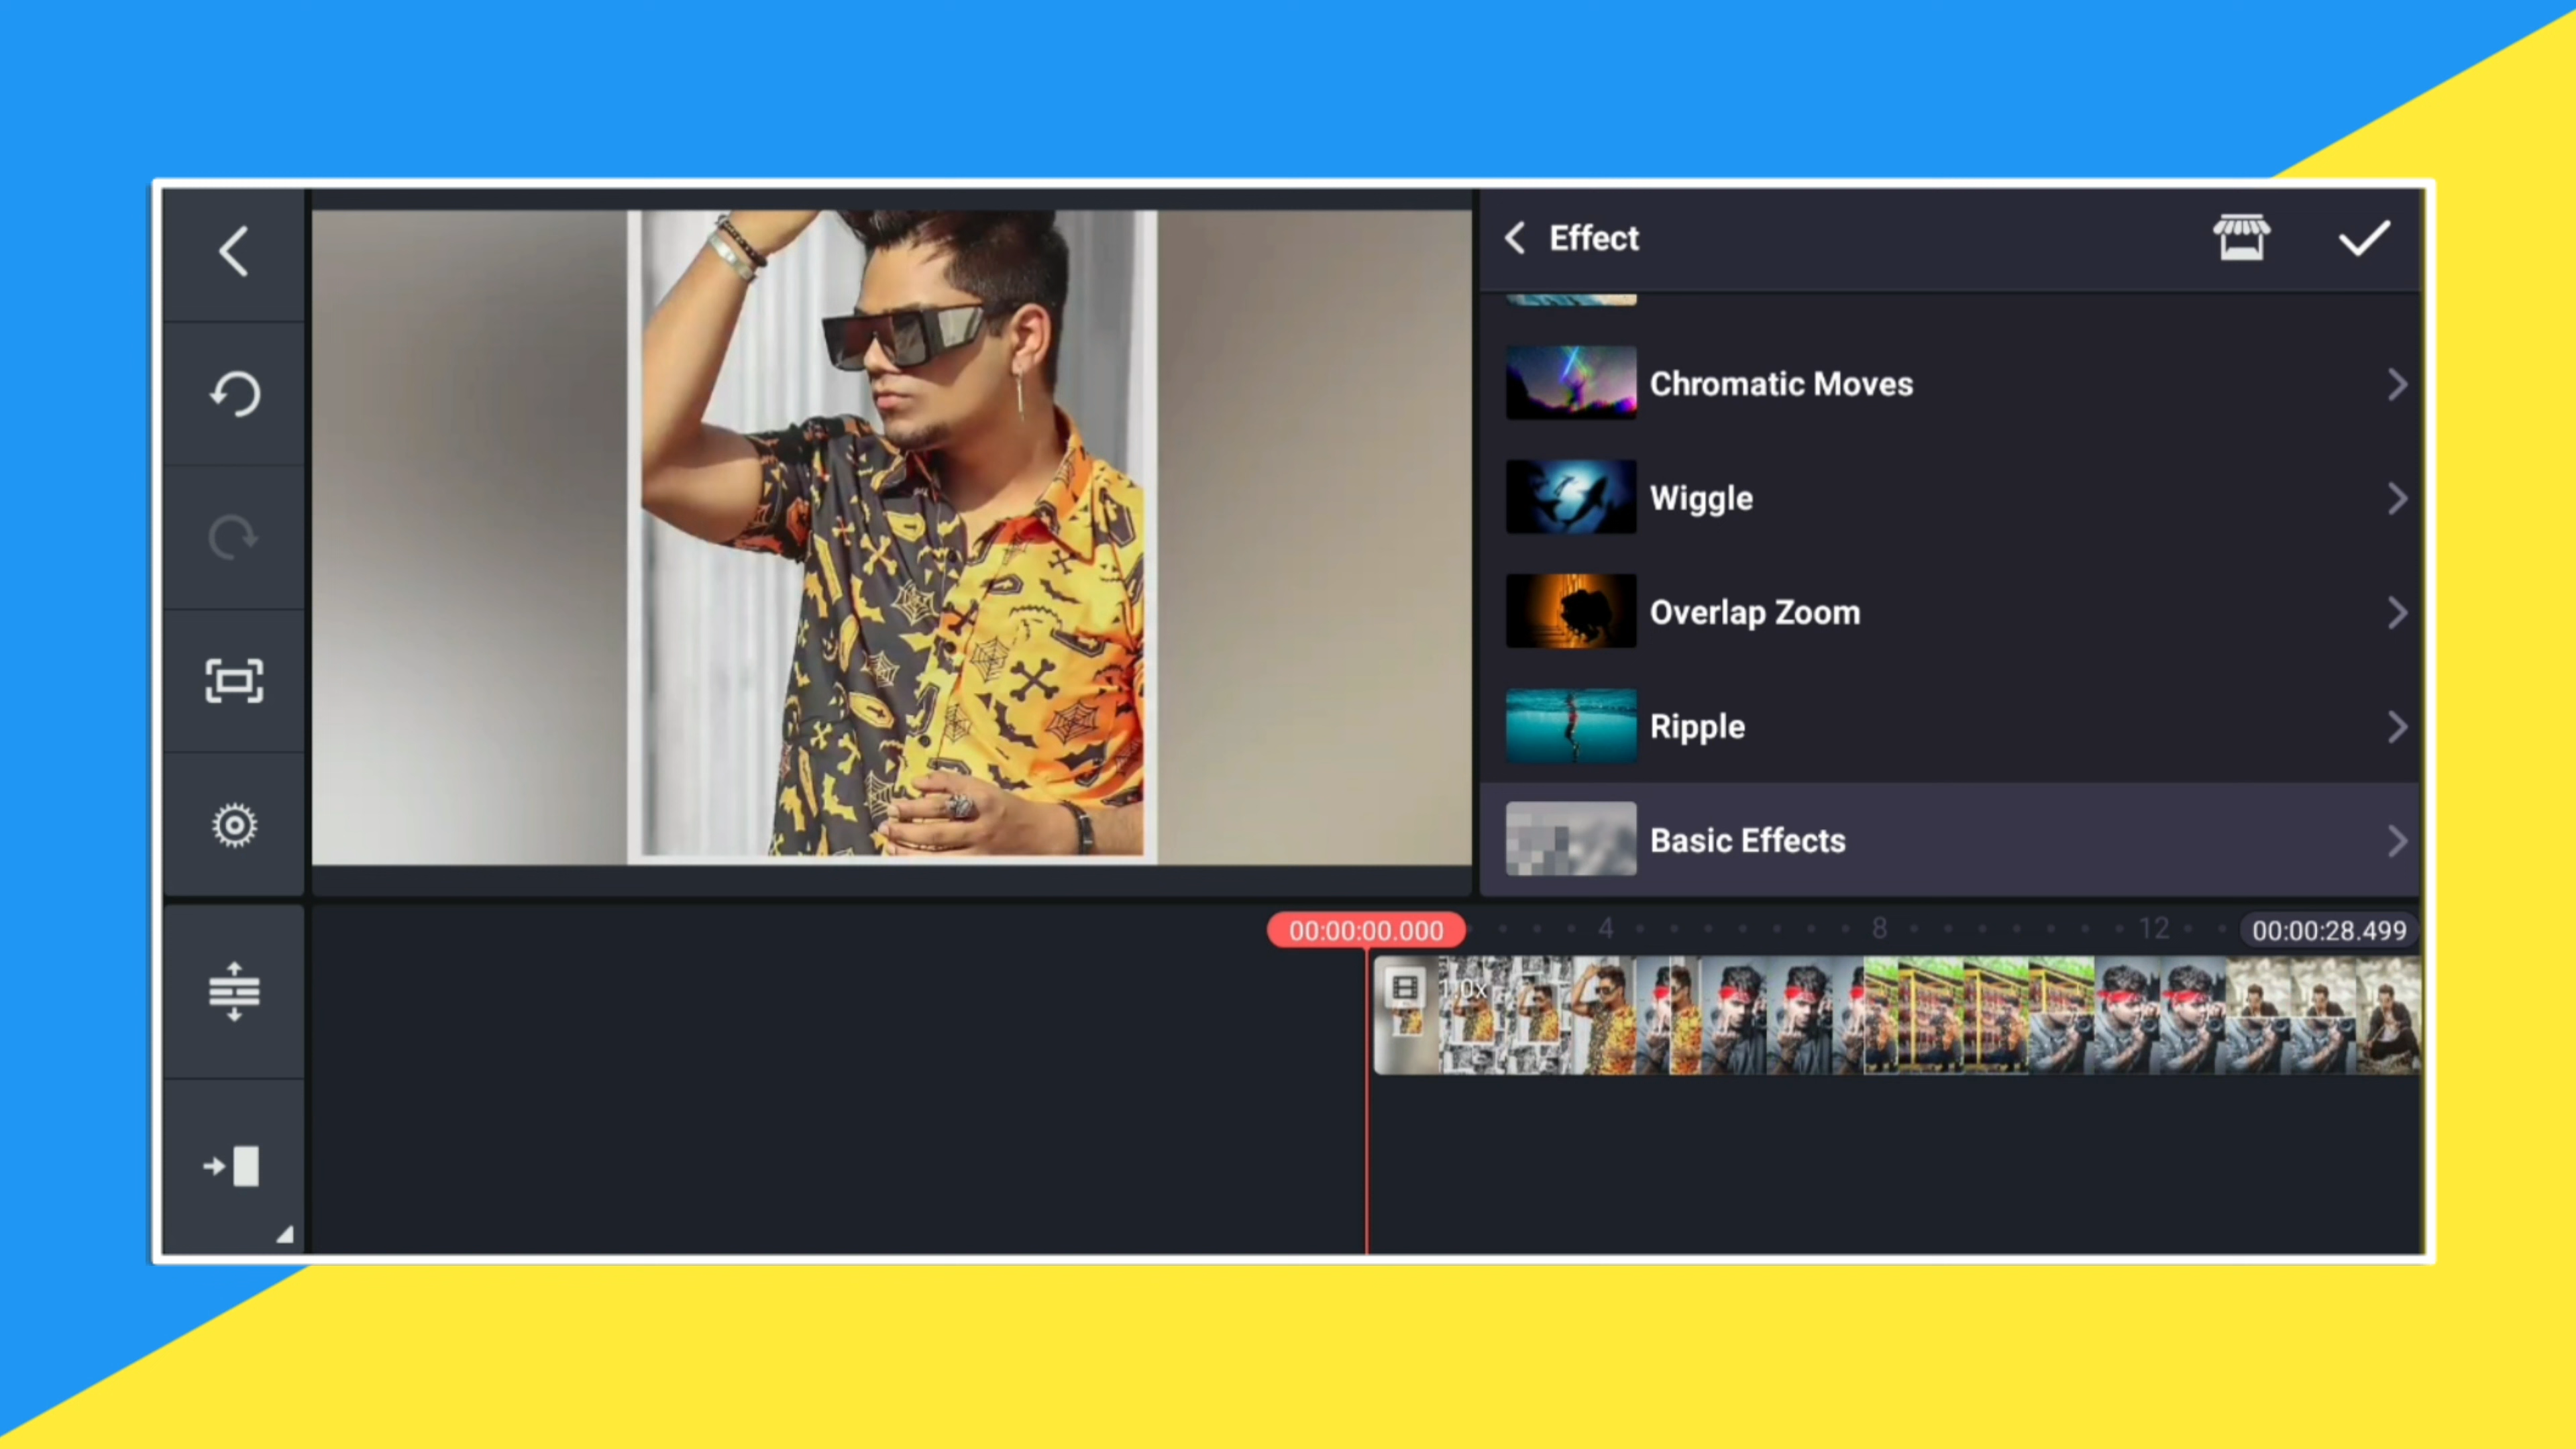 Effect
Chromatic Moves
Wiggle
Overlap Zoom
Ripple
Basic Effects
00:00:00.000
4
8
12
00:00:28.499
1.0x